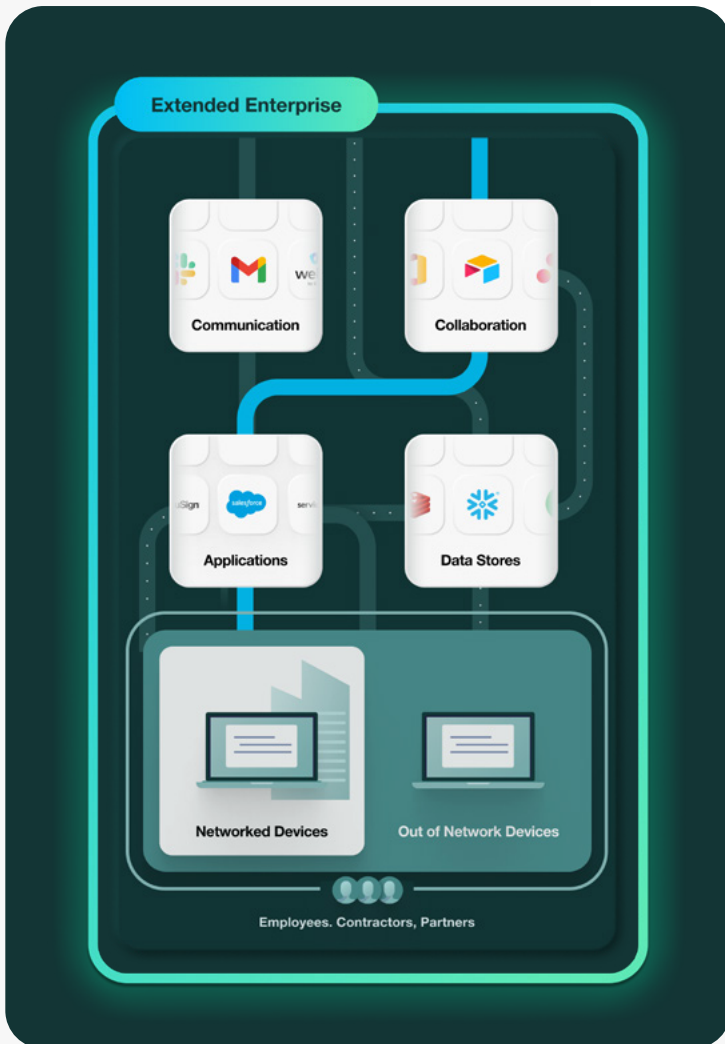 Extended Enterprise
Communication
Collaboration
salesforce
Applications
Data Stores
Networked Devices
Out of Network Devices
Employees. Contractors, Partners